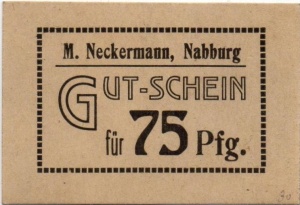 M. Neckermann, Nabburg
GUT-SCHEIN
für 75 Pfg.